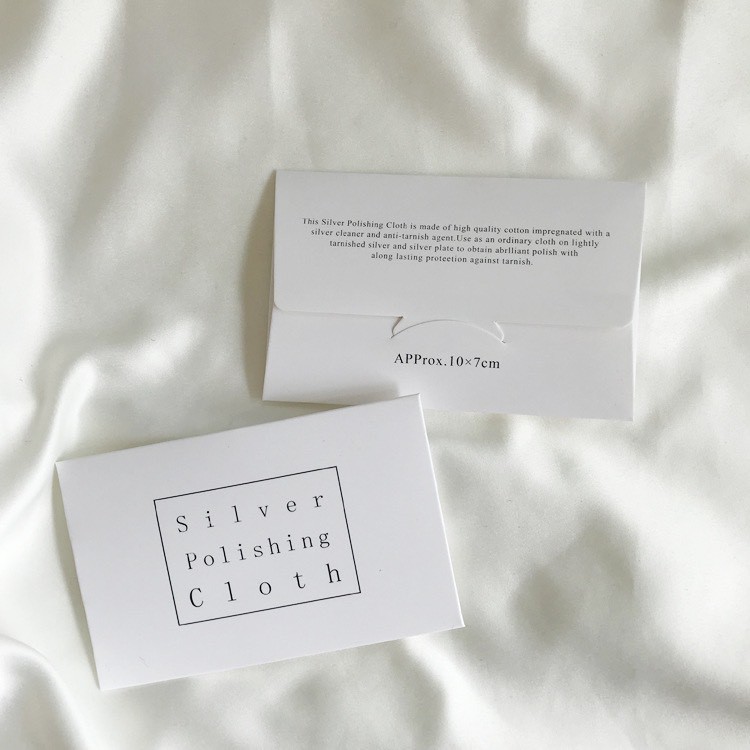 This Silver Polishing Cloth is made of high quality cotton impregnated with a
silver cleaner and anti-tarnish agent.Use as an ordinary cloth on lightly
tarnished silver and silver plate to obtain abrlliant polish with
along lasting proteetion against tarnish.
APProx.10×7cm
Silver
Polishing
Cloth